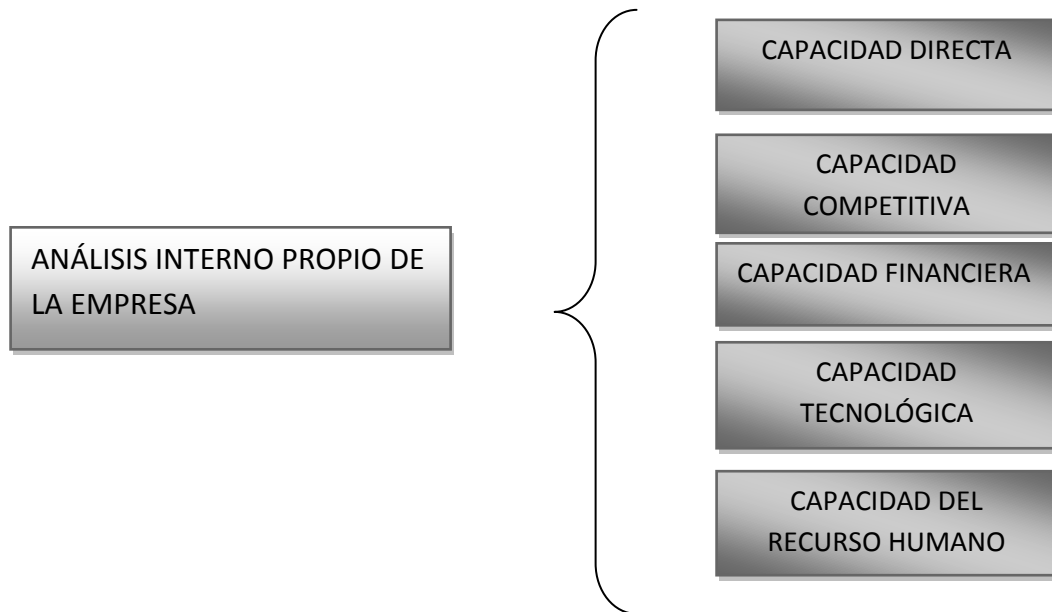 ANÁLISIS INTERNO PROPIO DE
LA EMPRESA
CAPACIDAD DIRECTA
CAPACIDAD
COMPETITIVA
CAPACIDAD FINANCIERA
CAPACIDAD
TECNOLÓGICA
CAPACIDAD DEL
RECURSO HUMANO